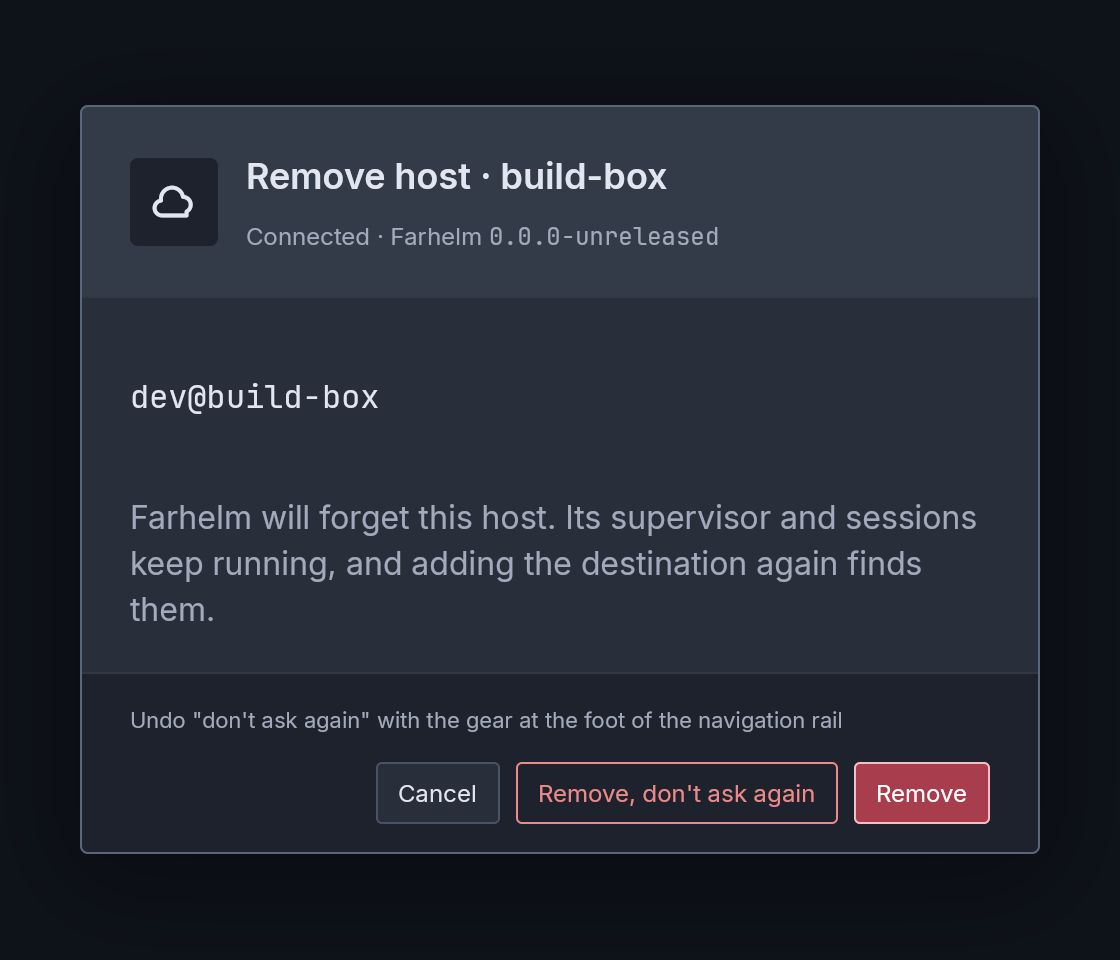 Remove host · build-box
Connected · Farhelm 0.0.0-unreleased
dev@build-box
Farhelm will forget this host. Its supervisor and sessions
keep running, and adding the destination again finds
them.
Undo "don't ask again" with the gear at the foot of the navigation rail
Cancel
Remove, don't ask again
Remove